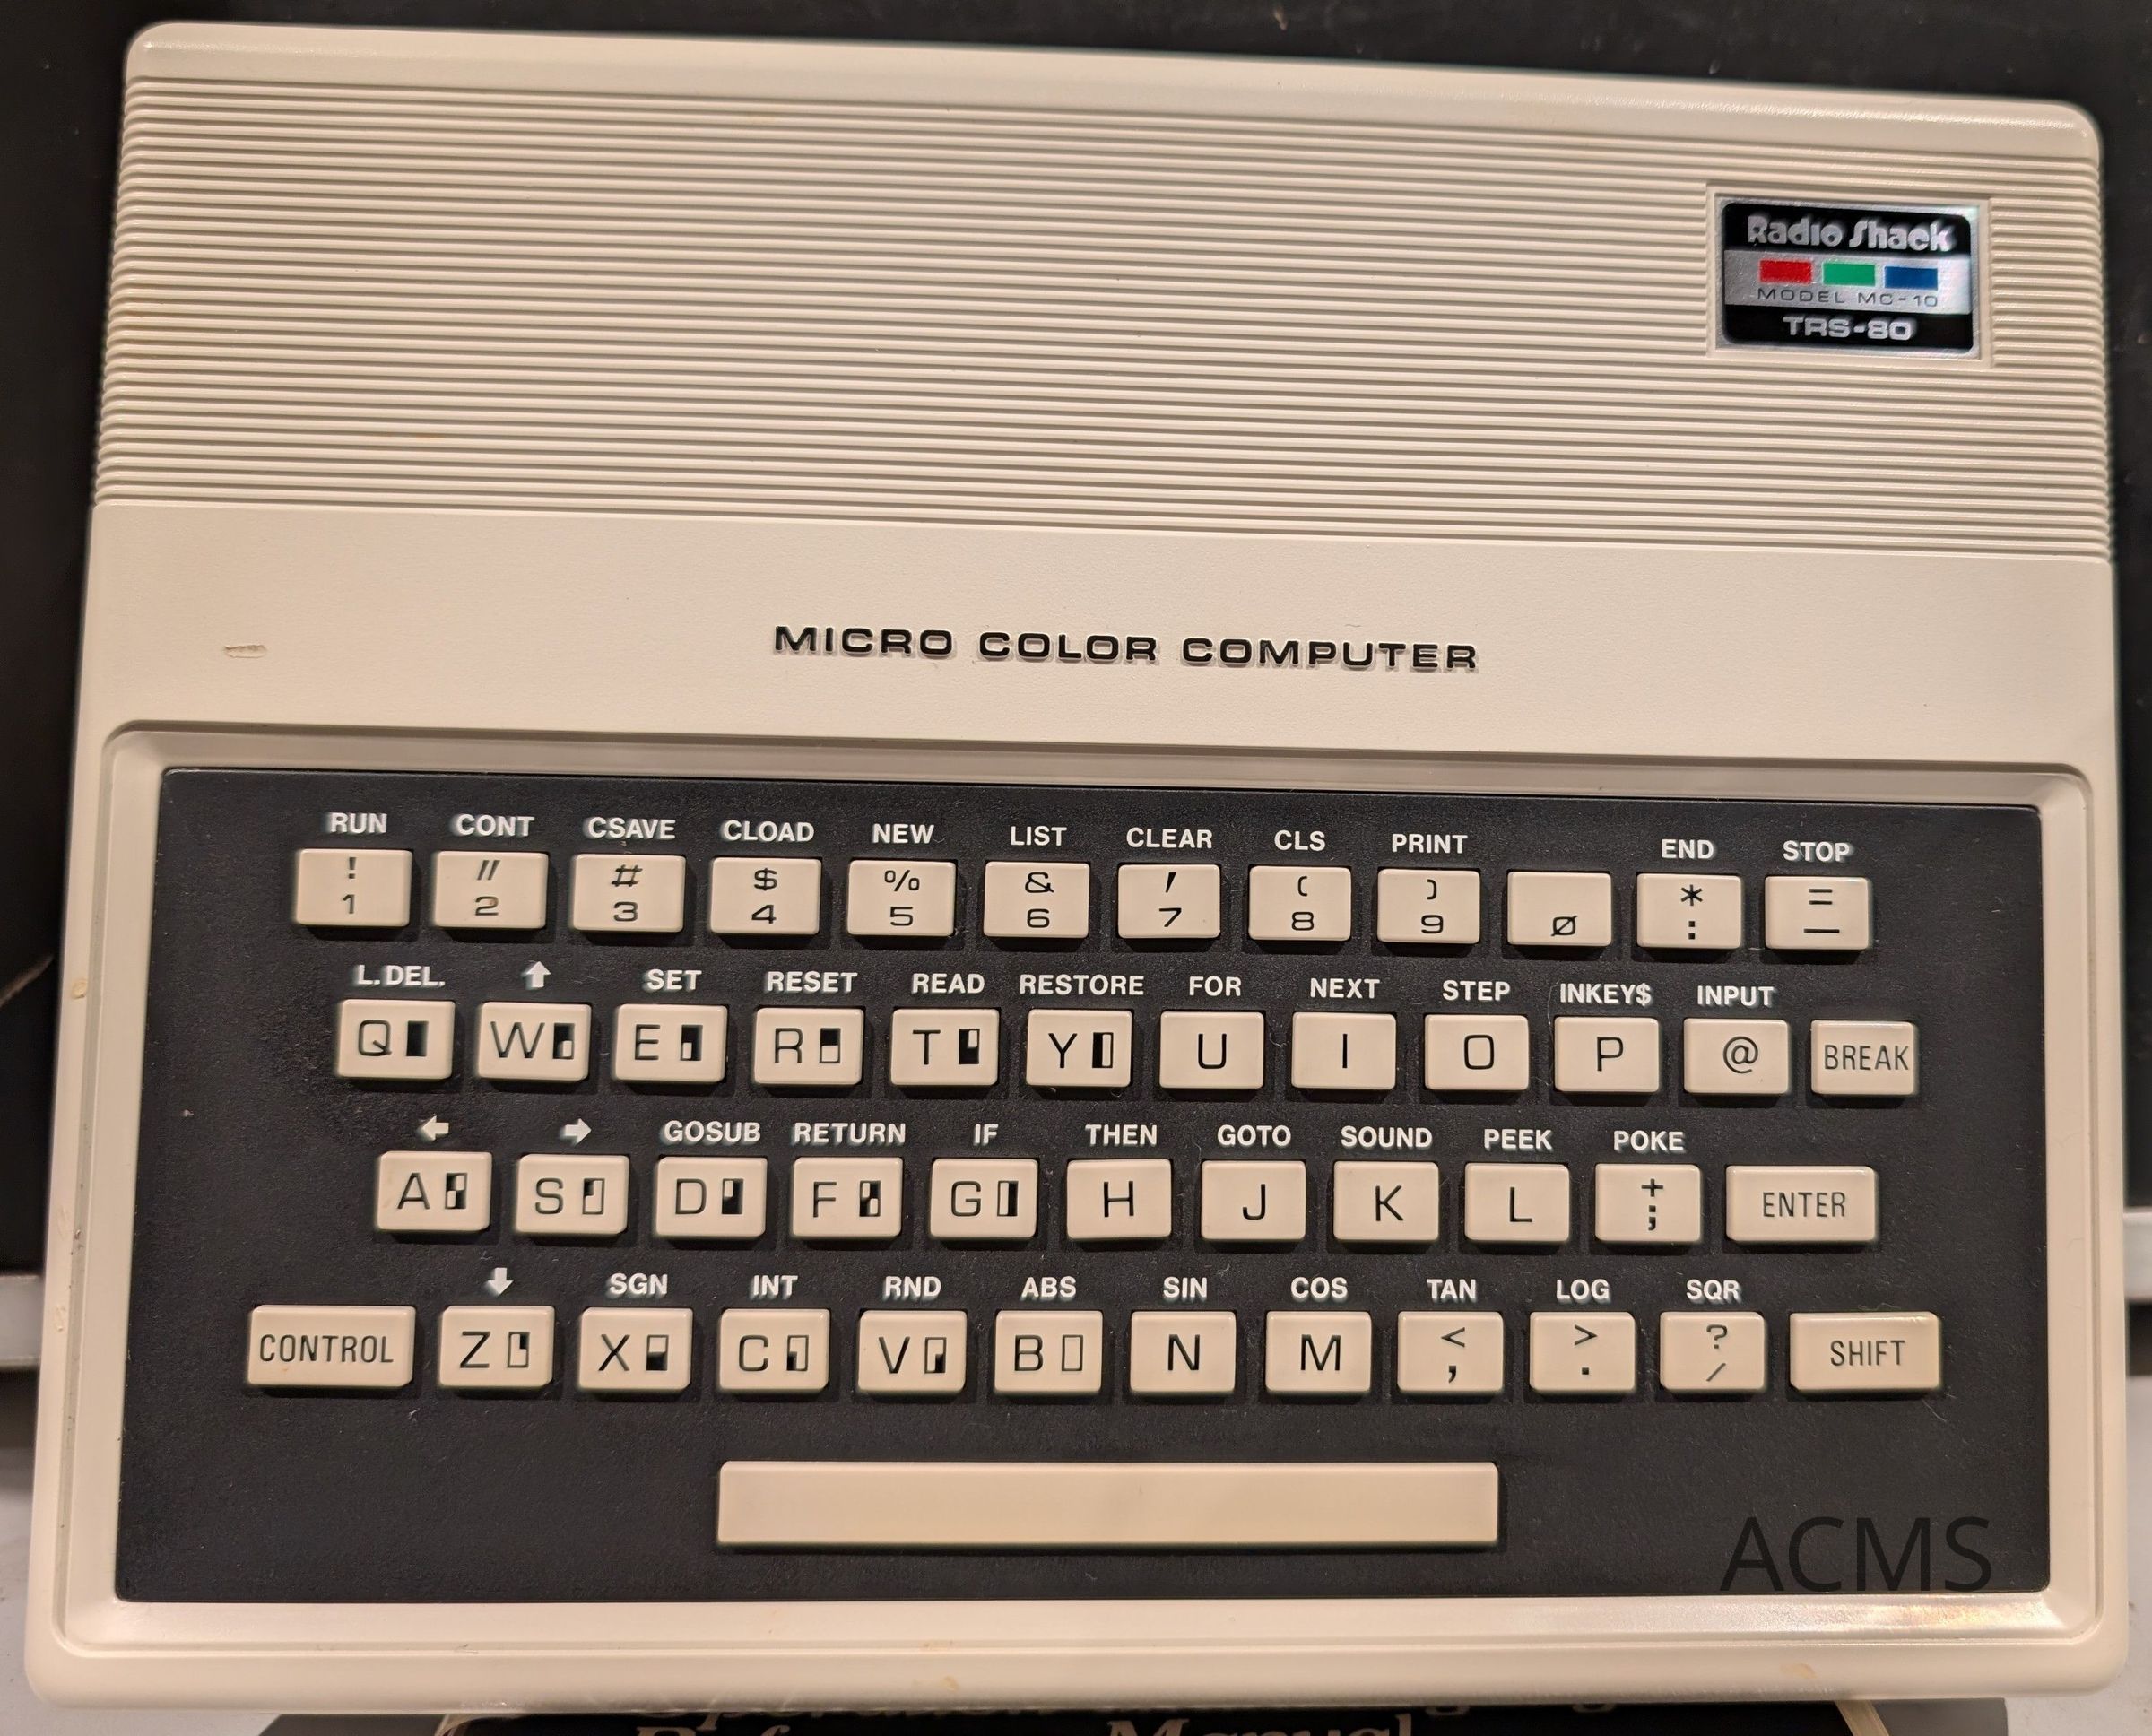 Radio Shack
MODEL MC-10
TRS-80
MICRO COLOR COMPUTER
RUN CONT CSAVE CLOAD NEW LIST CLEAR CLS PRINT END STOP
! " # $ % & ' ( ) * =
1 2 3 4 5 6 7 8 9 Ø : —
L.DEL. ↑ SET RESET READ RESTORE FOR NEXT STEP INKEY$ INPUT
Q W E R T Y U I O P @ BREAK
← → GOSUB RETURN IF THEN GOTO SOUND PEEK POKE
+
A S D F G H J K L ; ENTER
↓ SGN INT RND ABS SIN COS TAN LOG SQR
< > ?
CONTROL Z X C V B N M , . / SHIFT
ACMS
Manual